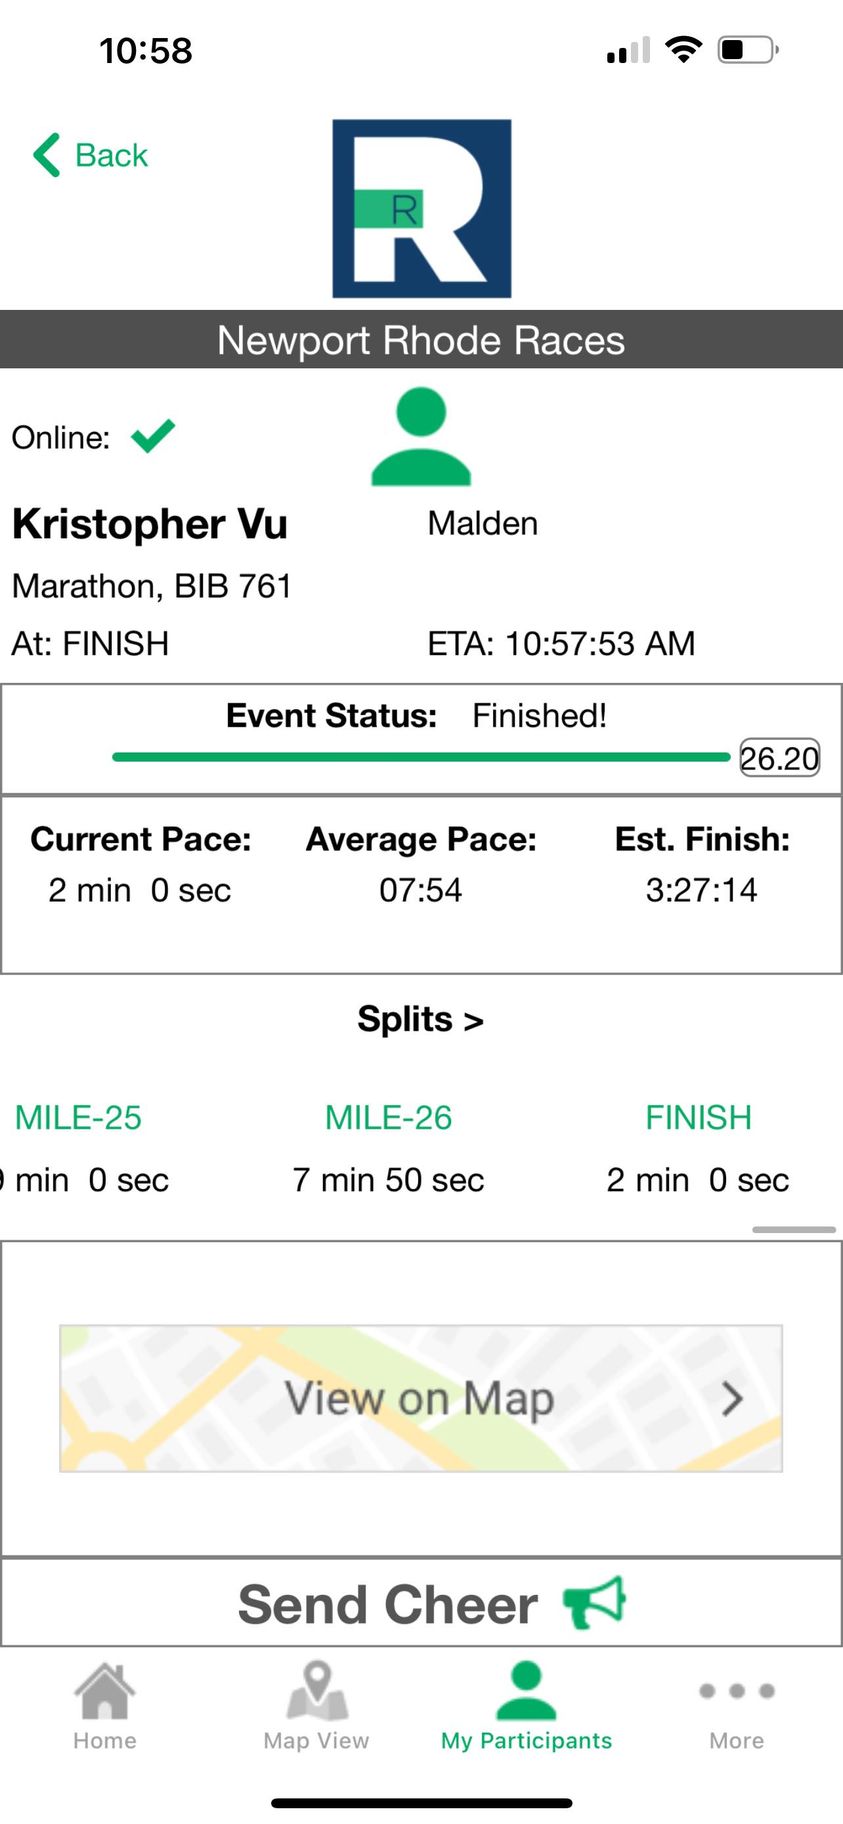 10:58
Back
R
R
Newport Rhode Races
Online:
Kristopher Vu Malden
Marathon, BIB 761
At: FINISH ETA: 10:57:53 AM
Event Status: Finished!
26.20
Current Pace: Average Pace: Est. Finish:
2 min 0 sec 07:54 3:27:14
Splits >
MILE-25 MILE-26 FINISH
min 0 sec 7 min 50 sec 2 min 0 sec
View on Map
Send Cheer
Home Map View My Participants More